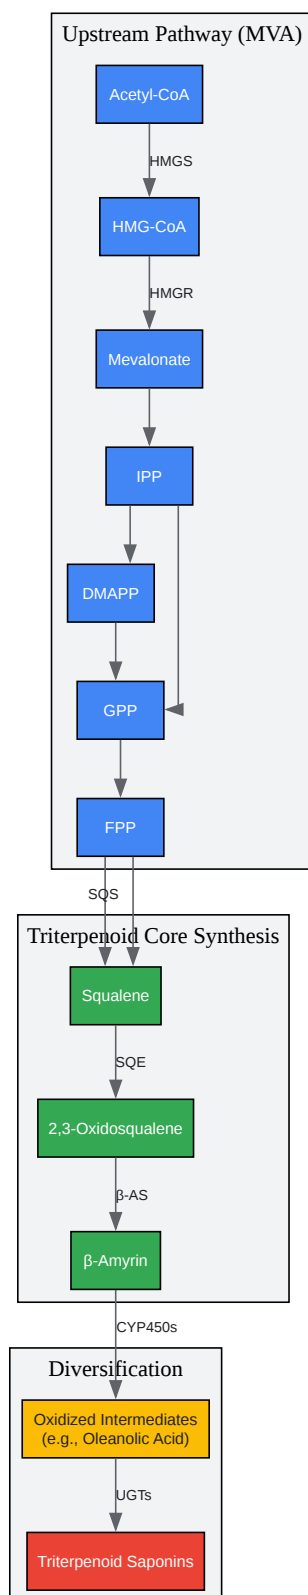 Upstream Pathway (MVA)
Acetyl-CoA
HMGS
HMG-CoA
HMGR
Mevalonate
IPP
DMAPP
GPP
FPP
SQS
Triterpenoid Core Synthesis
Squalene
SQE
2,3-Oxidosqualene
β-AS
β-Amyrin
CYP450s
Diversification
Oxidized Intermediates
(e.g., Oleanolic Acid)
UGTs
Triterpenoid Saponins